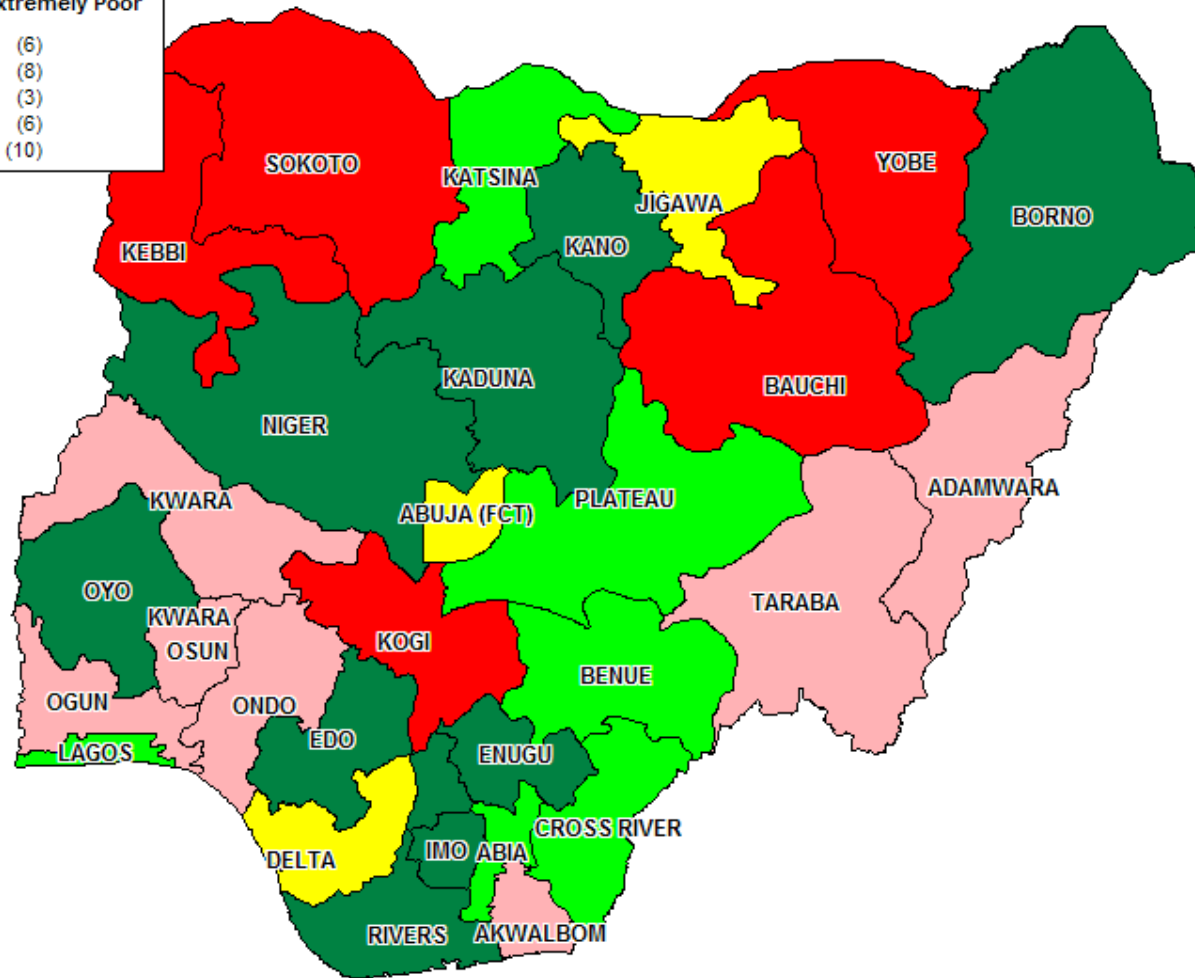 xtremely Poor
(6)
(8)
(3)
(6)
(10)
SOKOTO
KATSINA
YOBE
JIGAWA
BORNO
KEBBI
KANO
KADUNA
BAUCHI
NIGER
ADAMWARA
KWARA
PLATEAU
ABUJA (FCT)
OYO
TARABA
KWARA
KOGI
OSUN
BENUE
OGUN
ONDO
EDO
LAGOS
ENUGU
CROSS RIVER
DELTA
IMO
ABIA
RIVERS
AKWALBOM